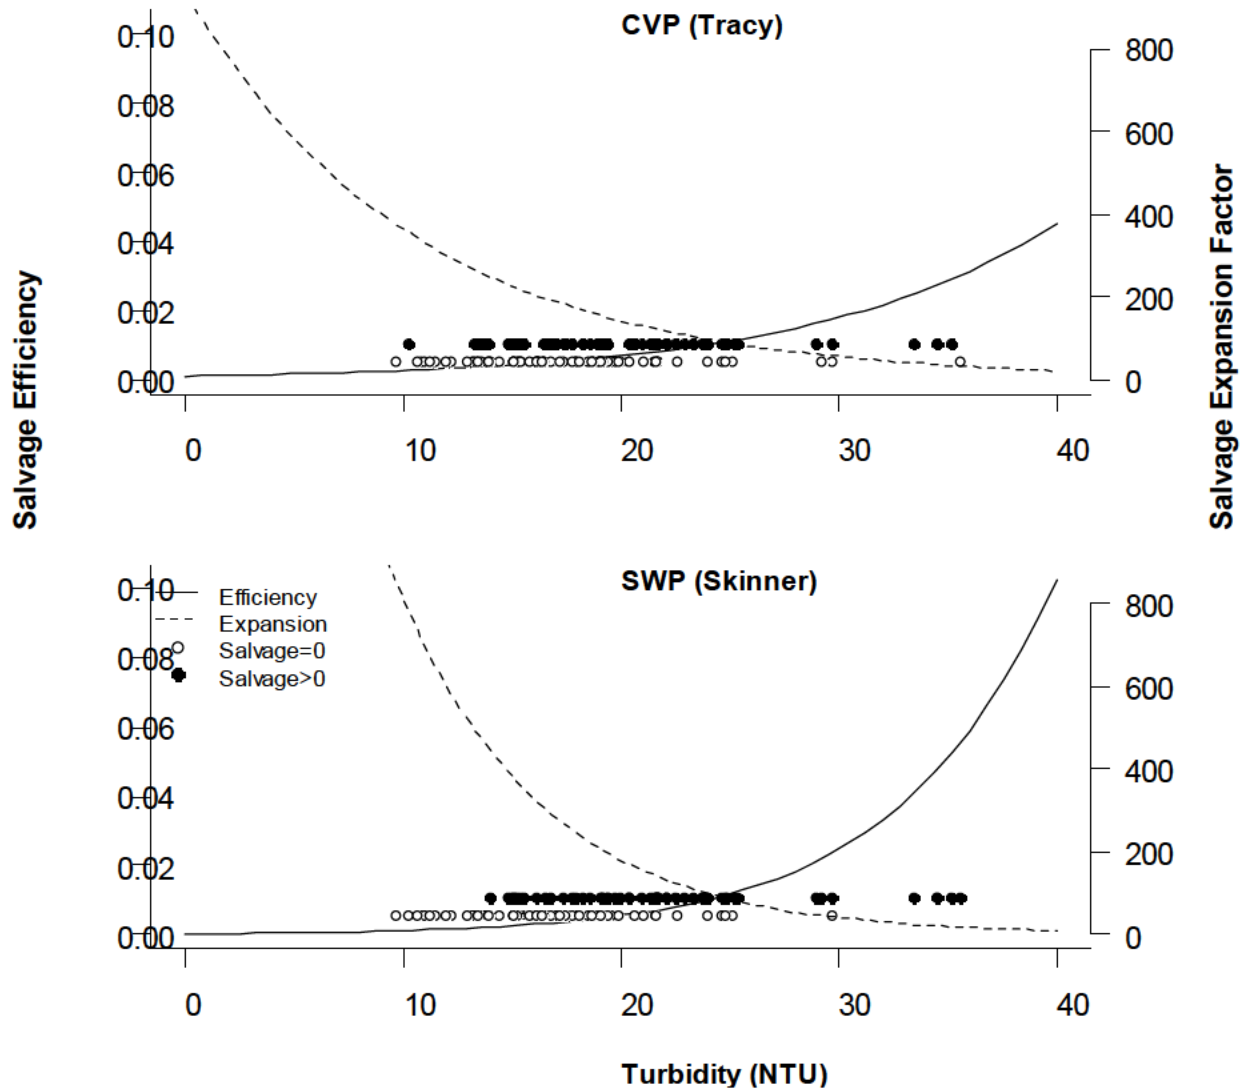 CVP (Tracy)
0.10
0.08
0.06
0.04
0.02
0.00
800
600
400
200
0
0 10 20 30 40
Salvage Efficiency
Salvage Expansion Factor
SWP (Skinner)
Efficiency
Expansion
Salvage=0
Salvage>0
0.10
0.08
0.06
0.04
0.02
0.00
800
600
400
200
0
0 10 20 30 40
Turbidity (NTU)